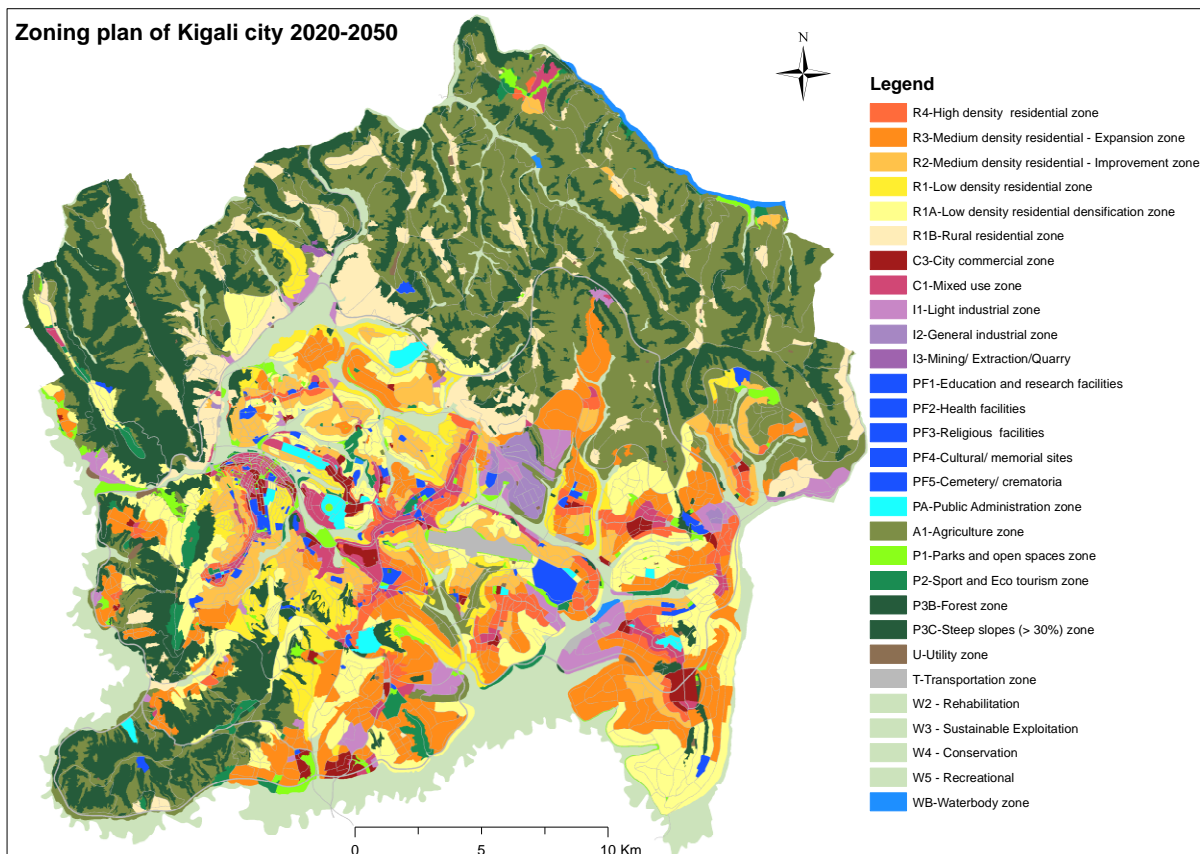 Zoning plan of Kigali city 2020-2050
N
Legend
R4-High density residential zone
R3-Medium density residential - Expansion zone
R2-Medium density residential - Improvement zone
R1-Low density residential zone
R1A-Low density residential densification zone
R1B-Rural residential zone
C3-City commercial zone
C1-Mixed use zone
I1-Light industrial zone
I2-General industrial zone
I3-Mining/ Extraction/Quarry
PF1-Education and research facilities
PF2-Health facilities
PF3-Religious facilities
PF4-Cultural/ memorial sites
PF5-Cemetery/ crematoria
PA-Public Administration zone
A1-Agriculture zone
P1-Parks and open spaces zone
P2-Sport and Eco tourism zone
P3B-Forest zone
P3C-Steep slopes (> 30%) zone
U-Utility zone
T-Transportation zone
W2 - Rehabilitation
W3 - Sustainable Exploitation
W4 - Conservation
W5 - Recreational
WB-Waterbody zone
0 5 10 Km